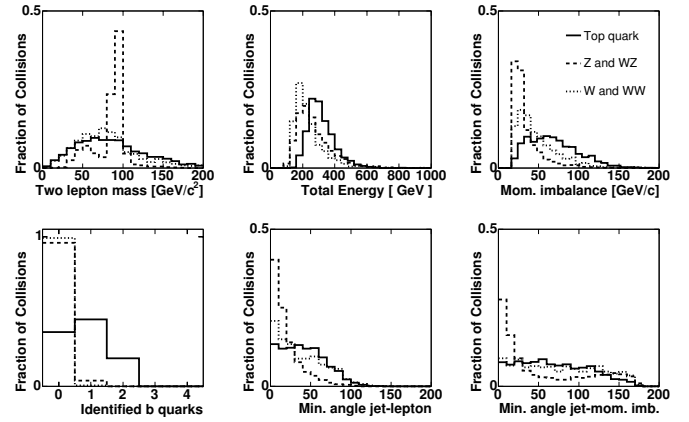 0.5
0.5
0.5
Top quark
Z and WZ
W and WW
Fraction of Collisions
Fraction of Collisions
Fraction of Collisions
0
0
0
0 50 100 150 200
0 200 400 600 800 1000
0 50 100 150 200
Two lepton mass [GeV/c²]
Total Energy [ GeV ]
Mom. imbalance [GeV/c]
1
1
0.5
0.5
Fraction of Collisions
Fraction of Collisions
Fraction of Collisions
0
0
0
0 1 2 3 4
0 50 100 150 200
0 50 100 150 200
Identified b quarks
Min. angle jet-lepton
Min. angle jet-mom. imb.